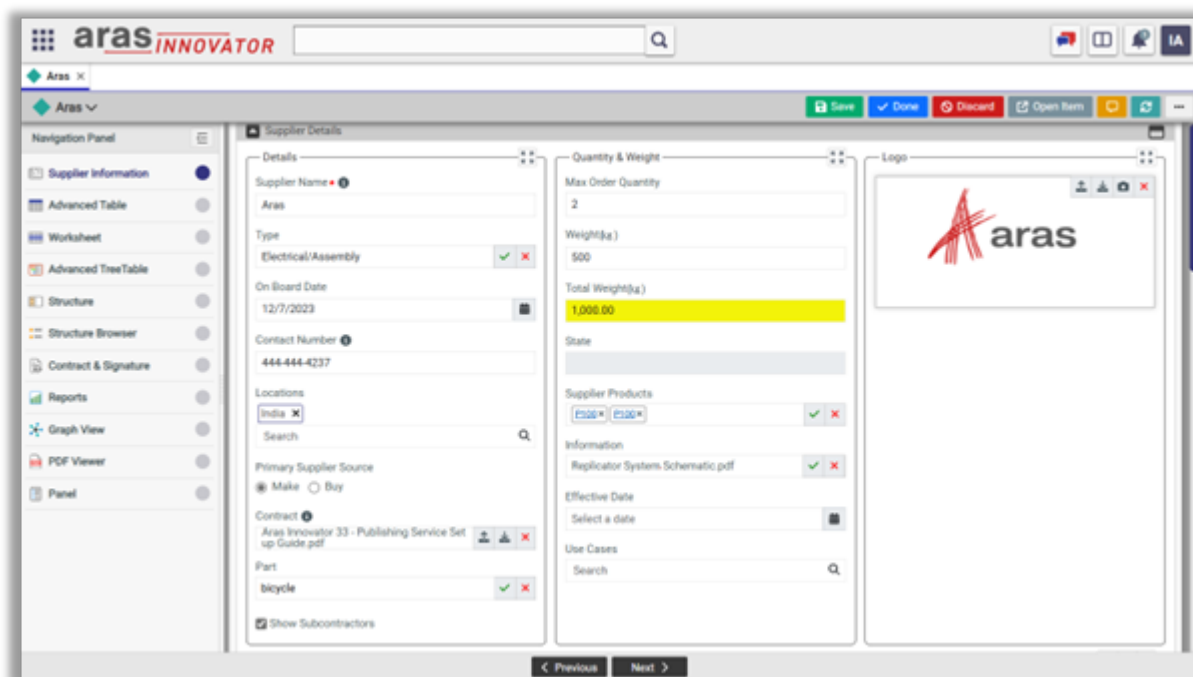 aras INNOVATOR
IA
Aras ×
Aras
Save
Done
Discard
Open Item
Navigation Panel
Supplier Information
Advanced Table
Worksheet
Advanced TreeTable
Structure
Structure Browser
Contract & Signature
Reports
Graph View
PDF Viewer
Panel
Supplier Details
Details
Supplier Name
Aras
Type
Electrical/Assembly
On Board Date
12/7/2023
Contact Number
444-444-4237
Locations
India
Search
Primary Supplier Source
Make
Buy
Contract
Aras Innovator 33 - Publishing Service Set
up Guide.pdf
Part
bicycle
Show Subcontractors
Quantity & Weight
Max Order Quantity
2
Weight(kg.)
500
Total Weight(kg.)
1,000.00
State
Supplier Products
P100 P100
Information
Replicator System Schematic.pdf
Effective Date
Select a date
Use Cases
Search
Logo
aras
Previous
Next